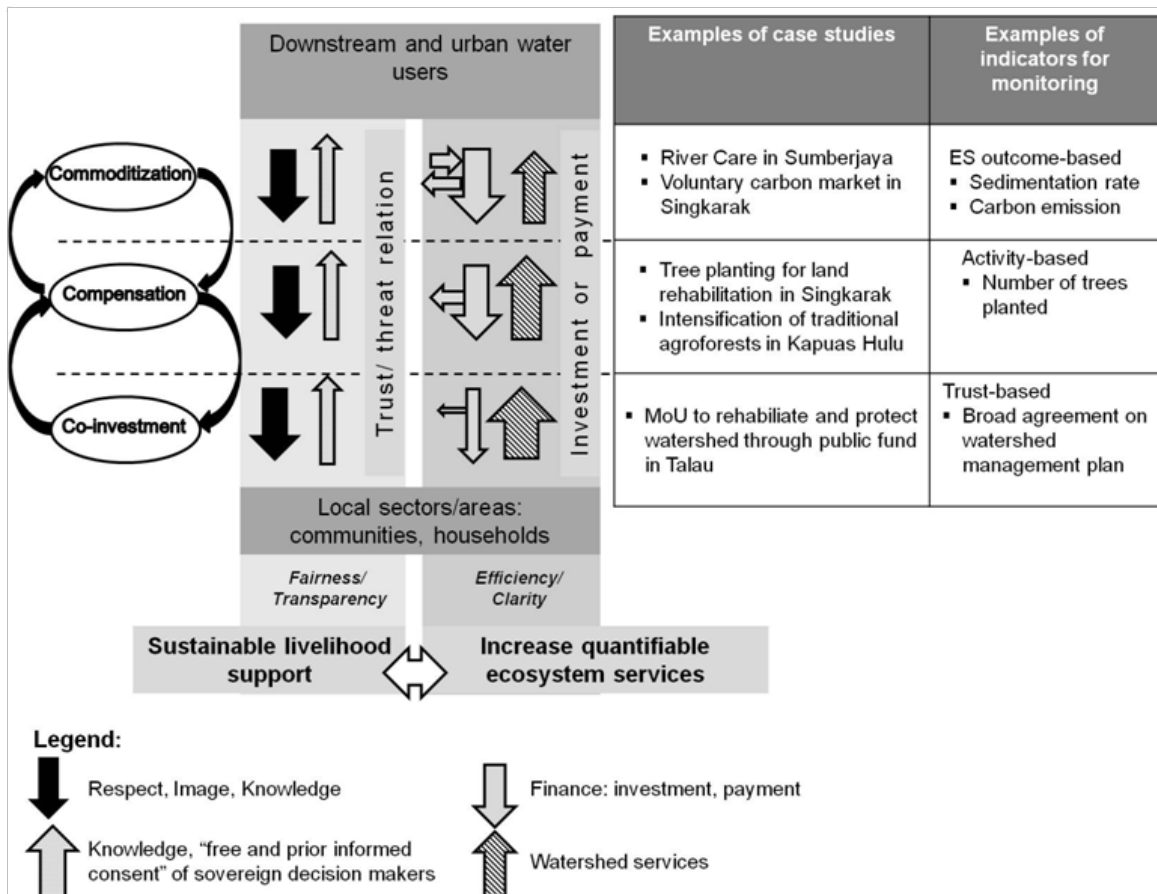 Downstream and urban water
users
Examples of case studies
Examples of
indicators for
monitoring
Commoditization
Compensation
Co-investment
Trust/ threat relation
Investment or payment
▪ River Care in Sumberjaya
▪ Voluntary carbon market in
Singkarak
ES outcome-based
▪ Sedimentation rate
▪ Carbon emission
▪ Tree planting for land
rehabilitation in Singkarak
▪ Intensification of traditional
agroforests in Kapuas Hulu
Activity-based
▪ Number of trees
planted
▪ MoU to rehabiliate and protect
watershed through public fund
in Talau
Trust-based
▪ Broad agreement on
watershed
management plan
Local sectors/areas:
communities, households
Fairness/
Transparency
Efficiency/
Clarity
Sustainable livelihood
support
Increase quantifiable
ecosystem services
Legend:
Respect, Image, Knowledge
Finance: investment, payment
Knowledge, “free and prior informed
consent” of sovereign decision makers
Watershed services